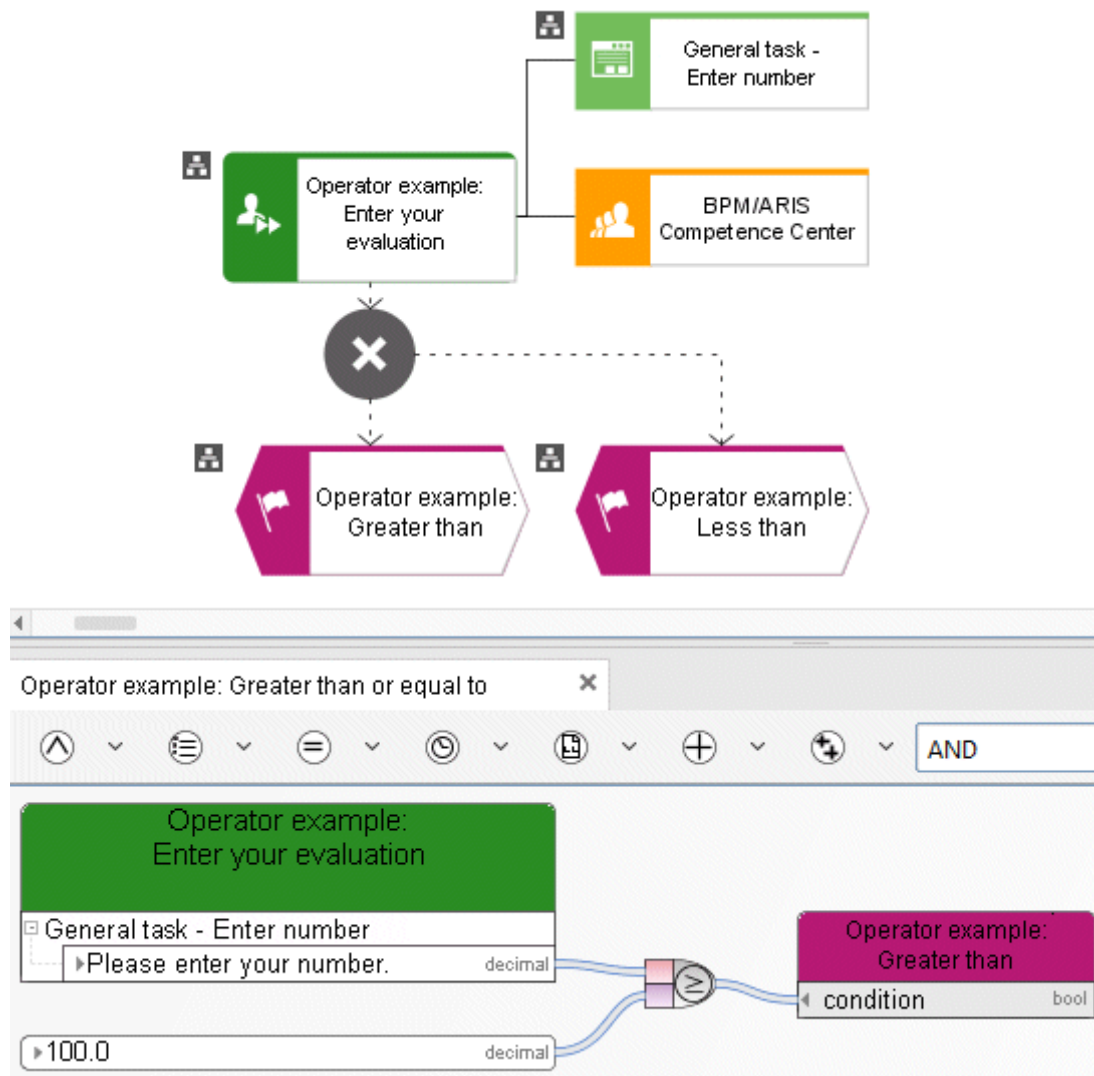 General task -
Enter number
Operator example:
Enter your
evaluation
BPM/ARIS
Competence Center
Operator example:
Greater than
Operator example:
Less than
Operator example: Greater than or equal to
AND
Operator example:
Enter your evaluation
General task - Enter number
Please enter your number. decimal
Operator example:
Greater than
condition bool
≥
100.0 decimal